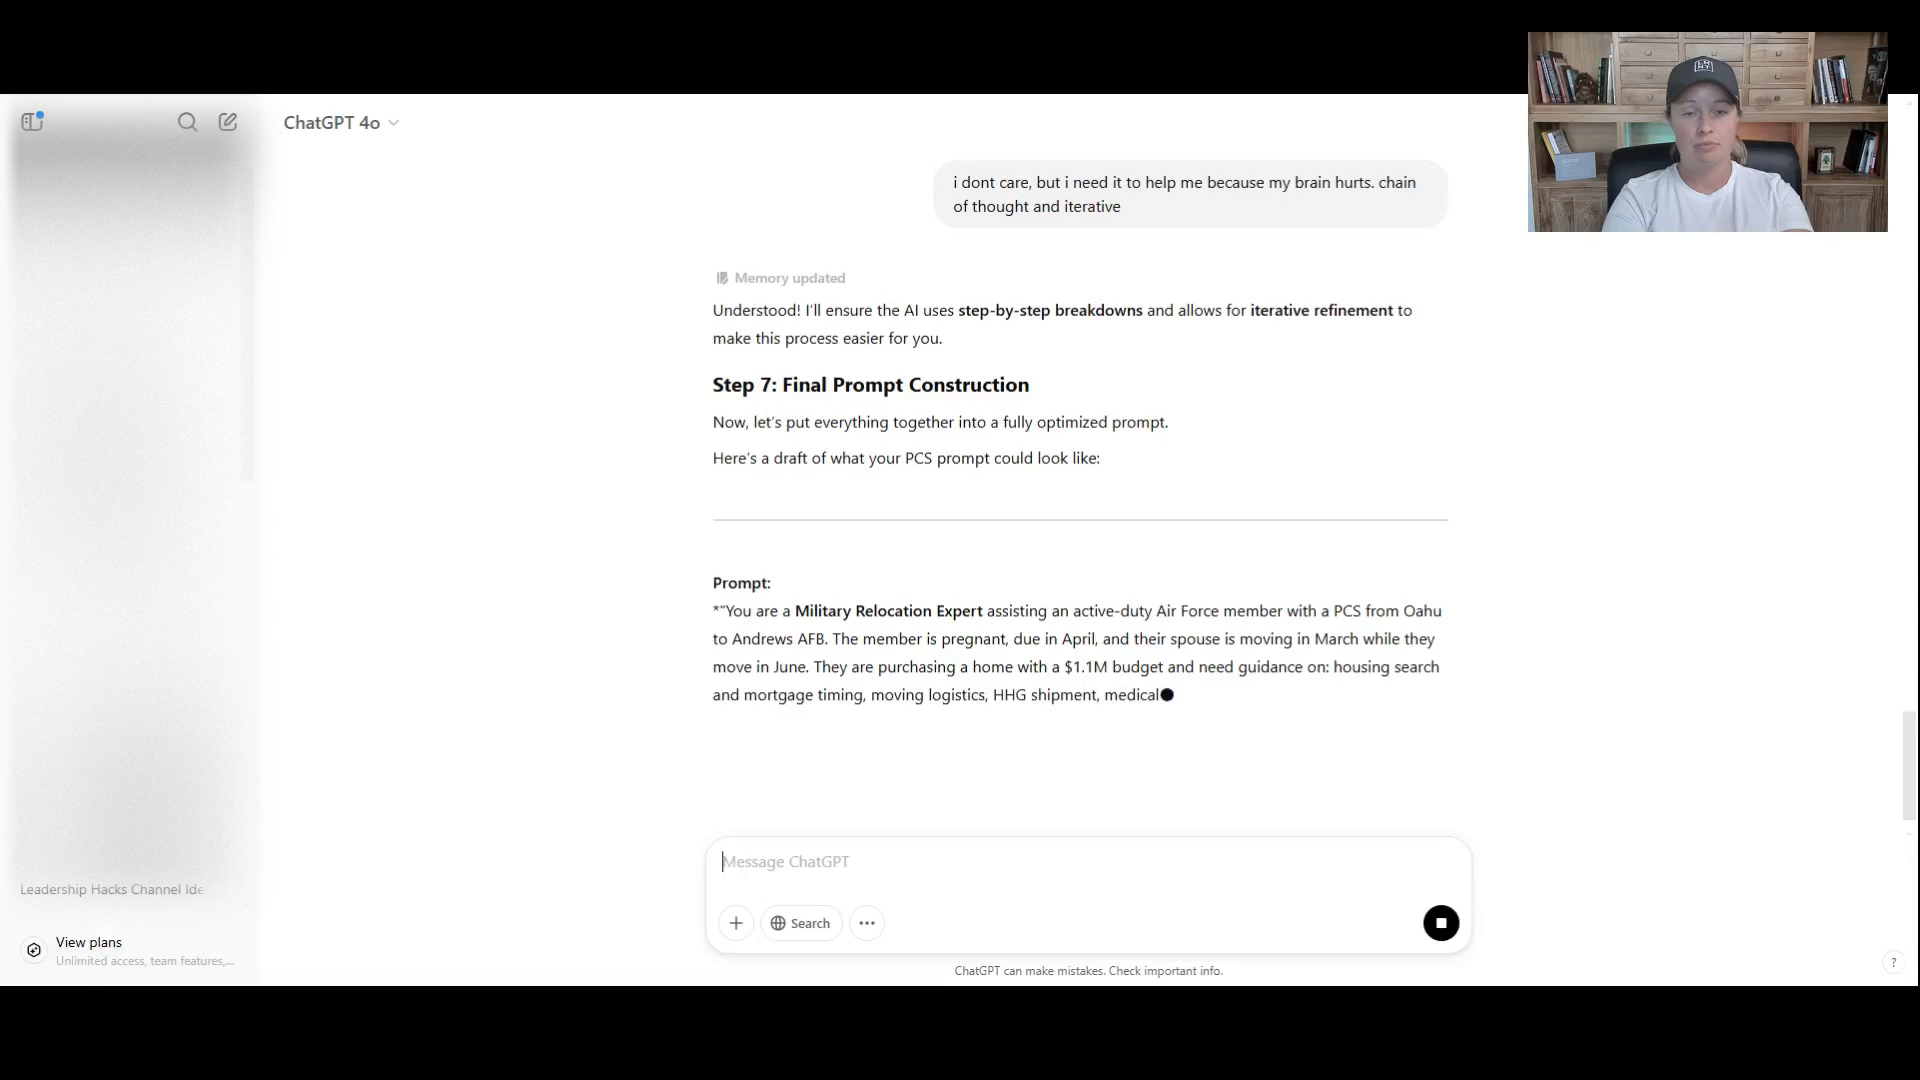 ChatGPT 4o
i dont care, but i need it to help me because my brain hurts. chain
of thought and iterative
Memory updated
Understood! I’ll ensure the AI uses step-by-step breakdowns and allows for iterative refinement to
make this process easier for you.
Step 7: Final Prompt Construction
Now, let’s put everything together into a fully optimized prompt.
Here’s a draft of what your PCS prompt could look like:
Prompt:
*"You are a Military Relocation Expert assisting an active-duty Air Force member with a PCS from Oahu
to Andrews AFB. The member is pregnant, due in April, and their spouse is moving in March while they
move in June. They are purchasing a home with a $1.1M budget and need guidance on: housing search
and mortgage timing, moving logistics, HHG shipment, medical
Leadership Hacks Channel Ide
View plans
Unlimited access, team features,...
Message ChatGPT
Search
ChatGPT can make mistakes. Check important info.
?